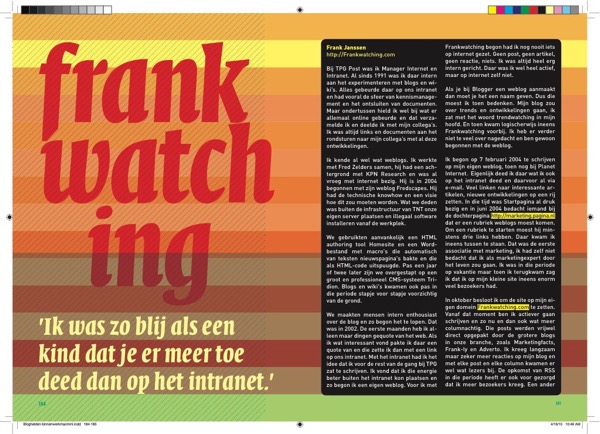 frank
watch
ing
'Ik was zo blij als een
kind dat je er meer toe
deed dan op het intranet.'
184
Frank Janssen
http://Frankwatching.com
Bij TPG Post was ik Manager Internet en
Intranet. Al sinds 1991 was ik daar intern
aan het experimenteren met blogs en wi-
ki's. Alles gebeurde daar op ons intranet
en had vooral de sfeer van kennismanage-
ment en het ontsluiten van documenten.
Maar ondertussen hield ik wel bij wat er
allemaal online gebeurde en dat verza-
melde ik en deelde ik met mijn collega's.
Ik was altijd links en documenten aan het
rondsturen naar mijn collega's met al deze
ontwikkelingen.
Ik kende al wel wat weblogs. Ik werkte
met Fred Zelders samen, hij had een ach-
tergrond met KPN Research en was al
vroeg met internet bezig. Hij is in 2004
begonnen met zijn weblog Fredscapes. Hij
had de technische knowhow en een visie
hoe dit zou moeten worden. Wat we deden
was buiten de infrastructuur van TNT onze
eigen server plaatsen en illegaal software
installeren vanaf de werkplek.
We gebruikten aanvankelijk een HTML
authoring tool Homesite en een Word-
bestand met macro's die automatisch
van teksten nieuwspagina's bakte en die
als HTML-code uitspuugde. Pas een jaar
of twee later zijn we overgestapt op een
groot en professioneel CMS-systeem Tri-
dion. Blogs en wiki's kwamen ook pas in
die periode stapje voor stapje voorzichtig
van de grond.
We maakten mensen intern enthousiast
over de blog en zo begon het te lopen. Dat
was in 2002. De eerste maanden heb ik al-
leen maar dingen gequote van het web. Als
ik wat interessant vond pakte ik daar een
quote van en die zette ik dan met een link
op ons intranet. Met het intranet had ik het
idee dat ik voor de rest van de gang bij TPG
zat te schrijven. Ik vond dat ik die energie
beter buiten het intranet kon plaatsen en
zo begon ik een eigen weblog. Voor ik met
Frankwatching begon had ik nog nooit iets
op internet gezet. Geen post, geen artikel,
geen reactie, niets. Ik was altijd heel erg
intern gericht. Daar was ik wel heel actief,
maar op internet zelf niet.
Als je bij Blogger een weblog aanmaakt
dan moet je het een naam geven. Dus die
moest ik toen bedenken. Mijn blog zou
over trends en ontwikkelingen gaan, ik
zat met het woord trendwatching in mijn
hoofd. En toen kwam logischerwijs ineens
Frankwatching voorbij. Ik heb er verder
niet te veel over nagedacht en ben gewoon
begonnen met de weblog.
Ik begon op 7 februari 2004 te schrijven
op mijn eigen weblog, toen nog bij Planet
Internet. Eigenlijk deed ik daar wat ik ook
op het intranet deed en daarvoor al via
e-mail. Veel linken naar interessante ar-
tikelen, nieuwe ontwikkelingen op een rij
zetten. In die tijd was Startpagina al druk
bezig en in juni 2004 bedacht iemand bij
de dochterpagina http://marketing.pagina.nl
dat er een rubriek weblogs moest komen.
Om een rubriek te starten moest hij min-
stens drie links hebben. Daar kwam ik
ineens tussen te staan. Dat was de eerste
associatie met marketing, ik had zelf niet
bedacht dat ik als marketingexpert door
het leven zou gaan. Ik was in die periode
op vakantie maar toen ik terugkwam zag
ik dat ik op mijn kleine site ineens enorm
veel bezoekers had.
In oktober besloot ik om de site op mijn ei-
gen domein Frankwatching.com te zetten.
Vanaf dat moment ben ik actiever gaan
schrijven en zo nu en dan ook wat meer
columnachtig. Die posts werden vrijwel
direct opgepakt door de grotere blogs
in onze branche, zoals Marketingfacts,
Frank-ly en Adverto. Ik kreeg langzaam
maar zeker meer reacties op mijn blog en
met elke post en elke column kwamen er
wel wat lezers bij. De opkomst van RSS
in die periode heeft er ook voor gezorgd
dat ik meer bezoekers kreeg. Een ander
Bloghelden-binnenwerkmacmini.indd 184-185
4/19/10 10:46 AM